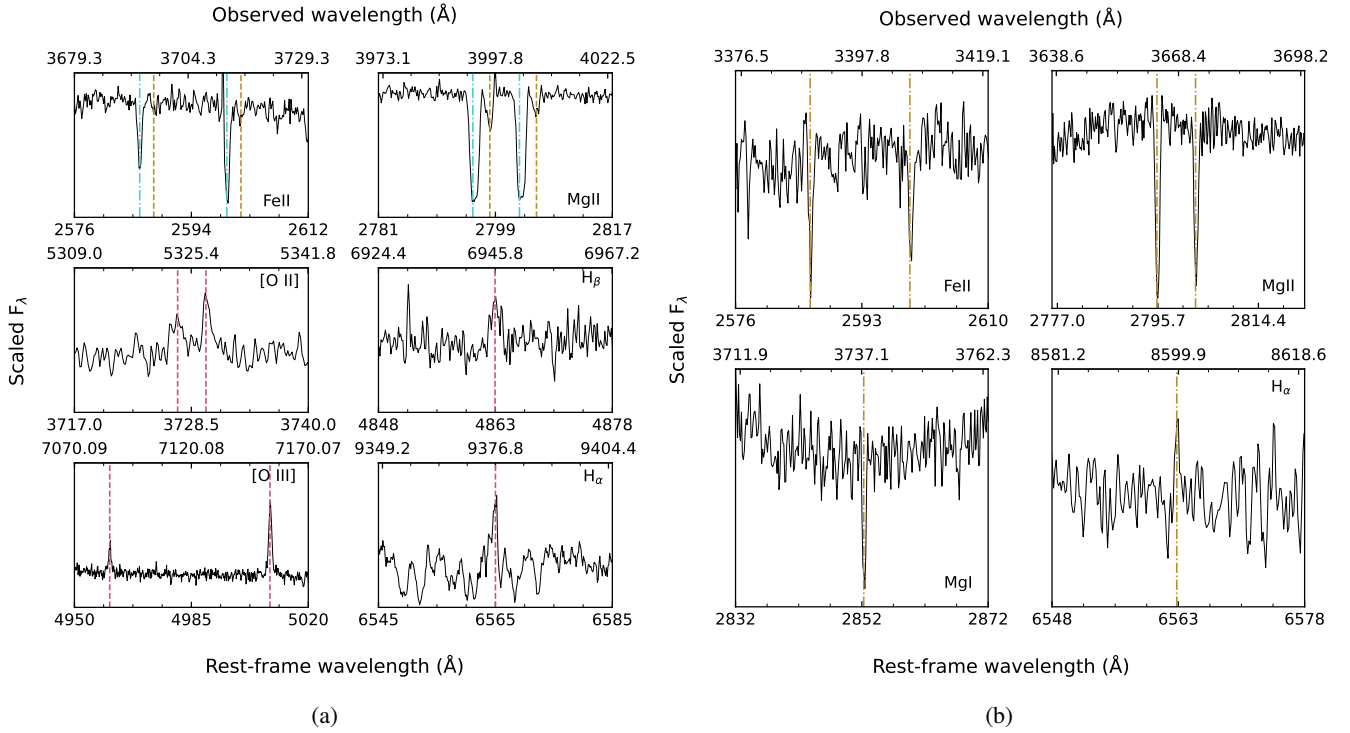 Observed wavelength (Å)
3679.3 3704.3 3729.3 3973.1 3997.8 4022.5
FeII MgII
2576 2594 2612 2781 2799 2817
5309.0 5325.4 5341.8 6924.4 6945.8 6967.2
[O II] Hβ
Scaled Fλ
3717.0 3728.5 3740.0 4848 4863 4878
7070.09 7120.08 7170.07 9349.2 9376.8 9404.4
[O III] Hα
4950 4985 5020 6545 6565 6585
Rest-frame wavelength (Å)
(a)
Observed wavelength (Å)
3376.5 3397.8 3419.1 3638.6 3668.4 3698.2
FeII MgII
2576 2593 2610 2777.0 2795.7 2814.4
Scaled Fλ
3711.9 3737.1 3762.3 8581.2 8599.9 8618.6
Hα
MgI
2832 2852 2872 6548 6563 6578
Rest-frame wavelength (Å)
(b)